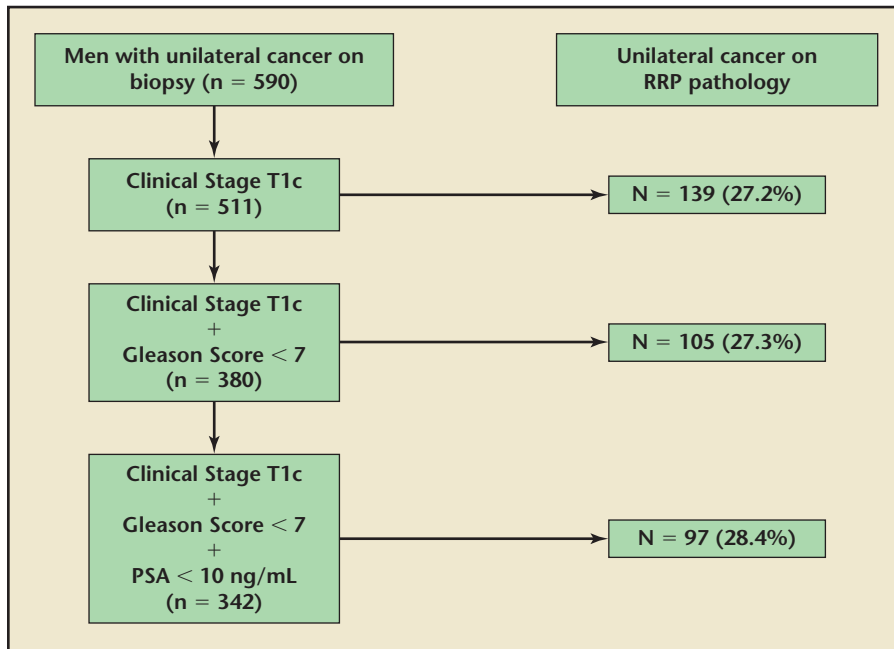 Men with unilateral cancer on
biopsy (n = 590)
Unilateral cancer on
RRP pathology
Clinical Stage T1c
(n = 511)
N = 139 (27.2%)
Clinical Stage T1c
+
Gleason Score < 7
(n = 380)
N = 105 (27.3%)
Clinical Stage T1c
+
Gleason Score < 7
+
PSA < 10 ng/mL
(n = 342)
N = 97 (28.4%)